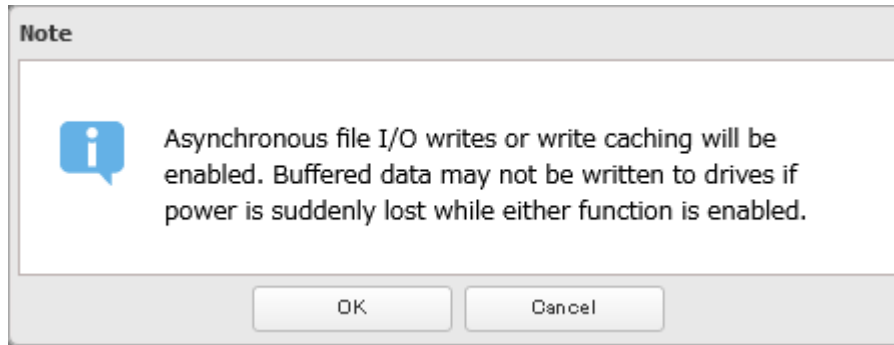 Note
Asynchronous file I/O writes or write caching will be
enabled. Buffered data may not be written to drives if
power is suddenly lost while either function is enabled.
OK
Cancel